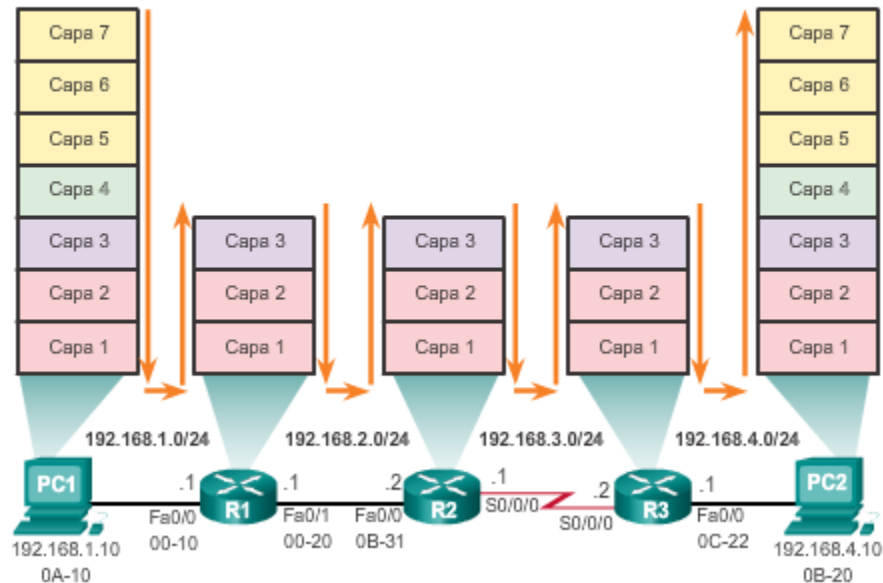 Capa 7
Capa 6
Capa 5
Capa 4
Capa 3
Capa 2
Capa 1
Capa 3
Capa 2
Capa 1
Capa 3
Capa 2
Capa 1
Capa 3
Capa 2
Capa 1
Capa 7
Capa 6
Capa 5
Capa 4
Capa 3
Capa 2
Capa 1
192.168.1.0/24
192.168.2.0/24
192.168.3.0/24
192.168.4.0/24
PC1
192.168.1.10
0A-10
.1
Fa0/0
00-10
R1
.1
Fa0/1
00-20
.2
Fa0/0
0B-31
R2
.1
S0/0/0
.2
S0/0/0
R3
.1
Fa0/0
0C-22
PC2
192.168.4.10
0B-20